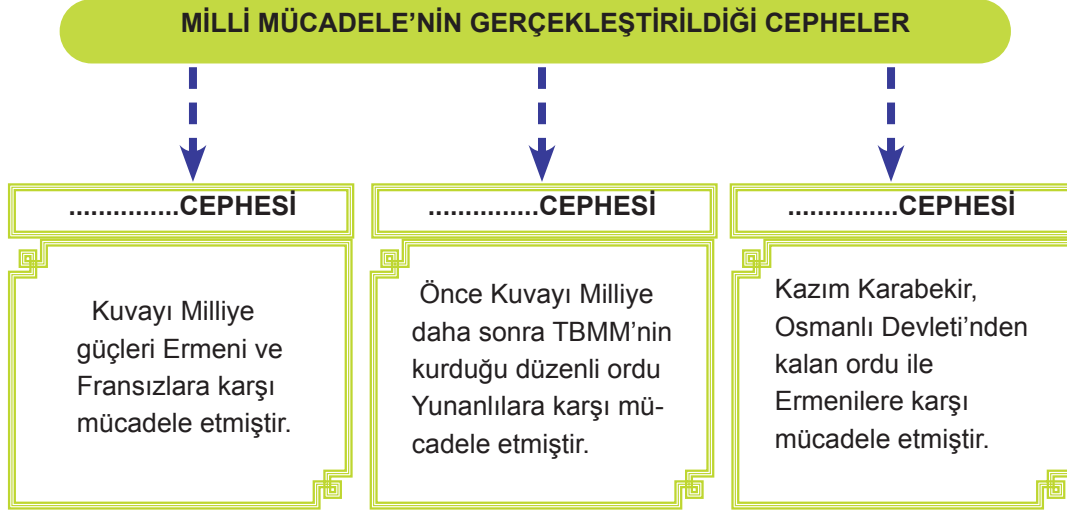 MİLLİ MÜCADELE’NİN GERÇEKLEŞTİRİLDİĞİ CEPHELER
...............CEPHESİ
Kuvayı Milliye
güçleri Ermeni ve
Fransızlara karşı
mücadele etmiştir.
...............CEPHESİ
Önce Kuvayı Milliye
daha sonra TBMM’nin
kurduğu düzenli ordu
Yunanlılara karşı mü-
cadele etmiştir.
...............CEPHESİ
Kazım Karabekir,
Osmanlı Devleti’nden
kalan ordu ile
Ermenilere karşı
mücadele etmiştir.